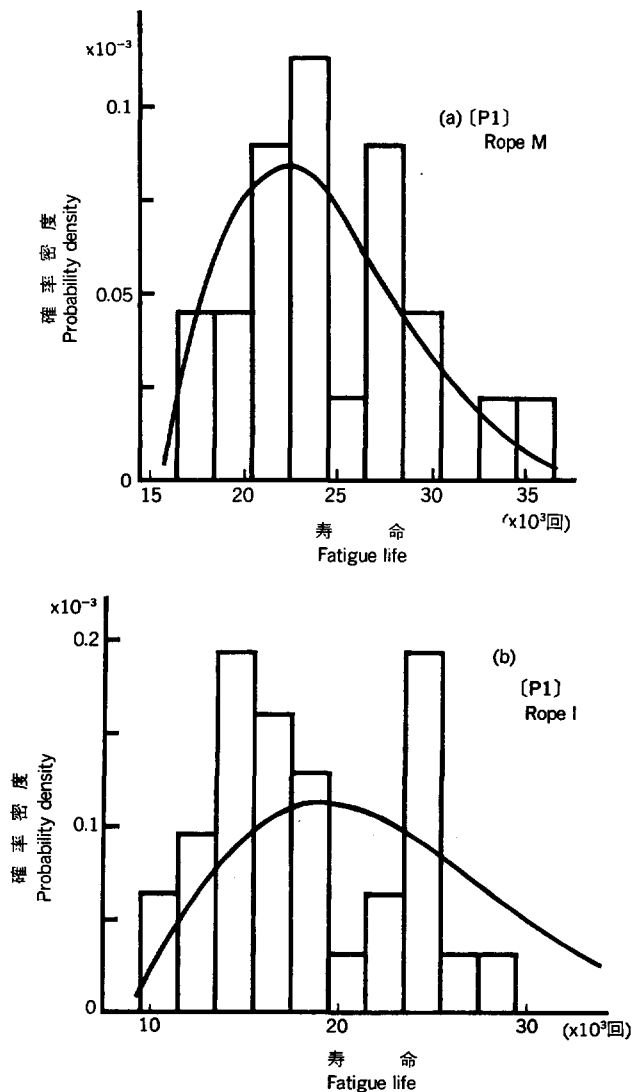 x10⁻³
0.1
0.05
0
確率密度
Probability density
(a) [P1]
Rope M
15 20 25 30 35
(x10³回)
寿 命
Fatigue life
x10⁻³
0.2
0.1
0
確率密度
Probability density
(b)
[P1]
Rope I
10 20 30 (x10³回)
寿 命
Fatigue life